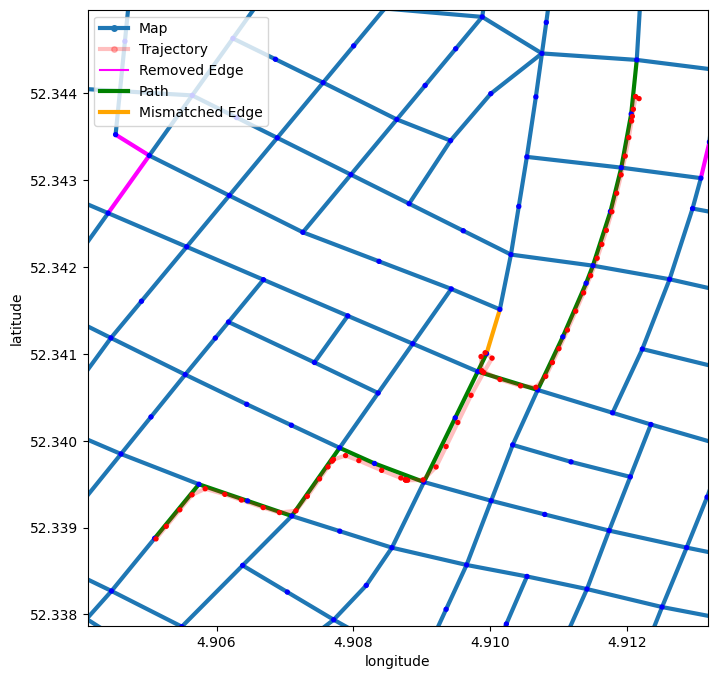 Map
Trajectory
Removed Edge
Path
Mismatched Edge
52.344
52.343
52.342
52.341
52.340
52.339
52.338
latitude
4.906 4.908 4.910 4.912
longitude